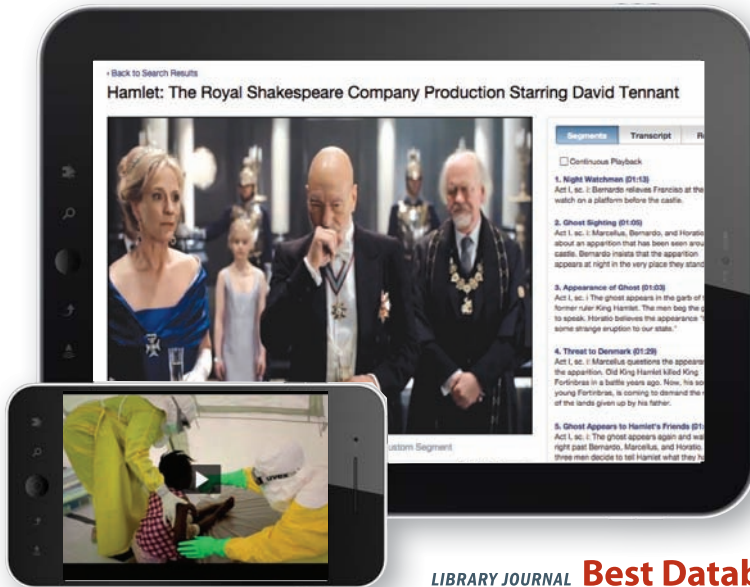 ‹ Back to Search Results
Hamlet: The Royal Shakespeare Company Production Starring David Tennant
Segments Transcript
Continuous Playback
1. Night Watchman (01:13)
Act I, sc. i: Bernardo relieves Francisco at the
watch on a platform before the castle.
2. Ghost Sighting (01:05)
Act I, sc. i: Marcellus, Bernardo, and Horatio
about an apparition that has been seen arou
castle. Bernardo insists that the apparition
appears at night in the very place they stand
3. Appearance of Ghost (01:03)
Act I, sc. i The ghost appears in the garb of
former ruler King Hamlet. The men beg the g
to speak. Horatio believes the appearance
some strange eruption to our state."
4. Threat to Denmark (01:29)
Act I, sc. i: Marcellus questions the appeara
the apparition. Old King Hamlet killed King
Fortinbras in a battle years ago. Now, his so
young Fortinbras, is coming to demand the
of the lands given up by his father.
5. Ghost Appears to Hamlet's Friends (01:
Act I, sc. i: The ghost appears again and wa
right past Bernardo, Marcellus, and Horatio.
three men decide to tell Hamlet what they h
ustom Segment
uvex
LIBRARY JOURNAL Best Datab